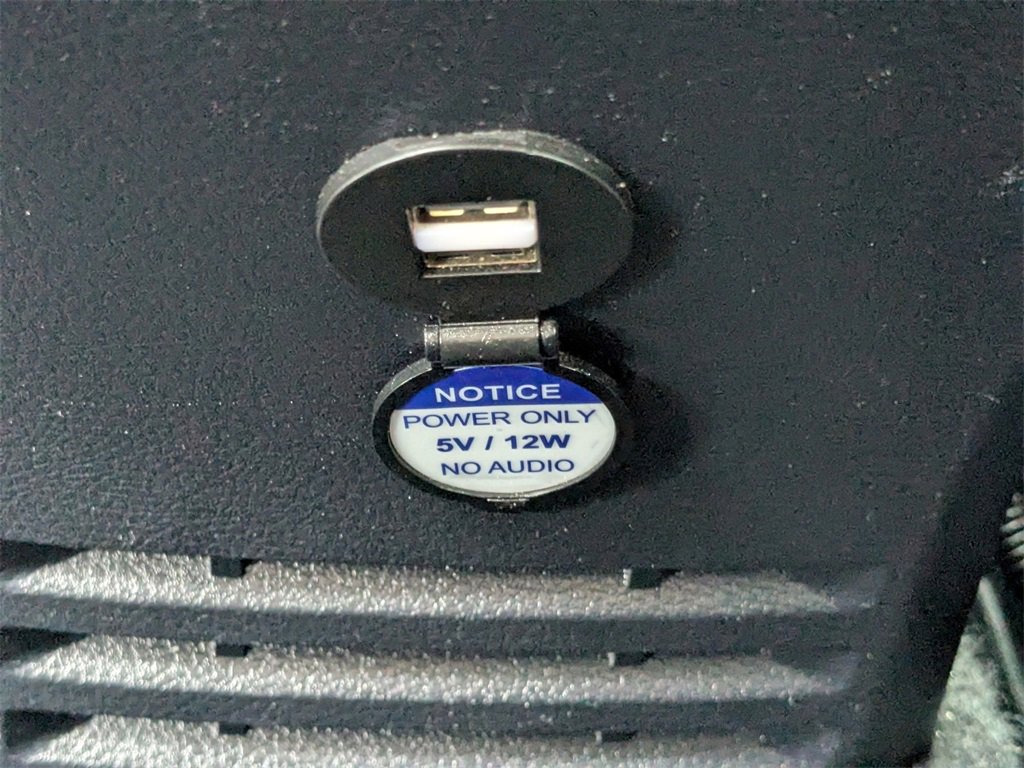 NOTICE
POWER ONLY
5V / 12W
NO AUDIO